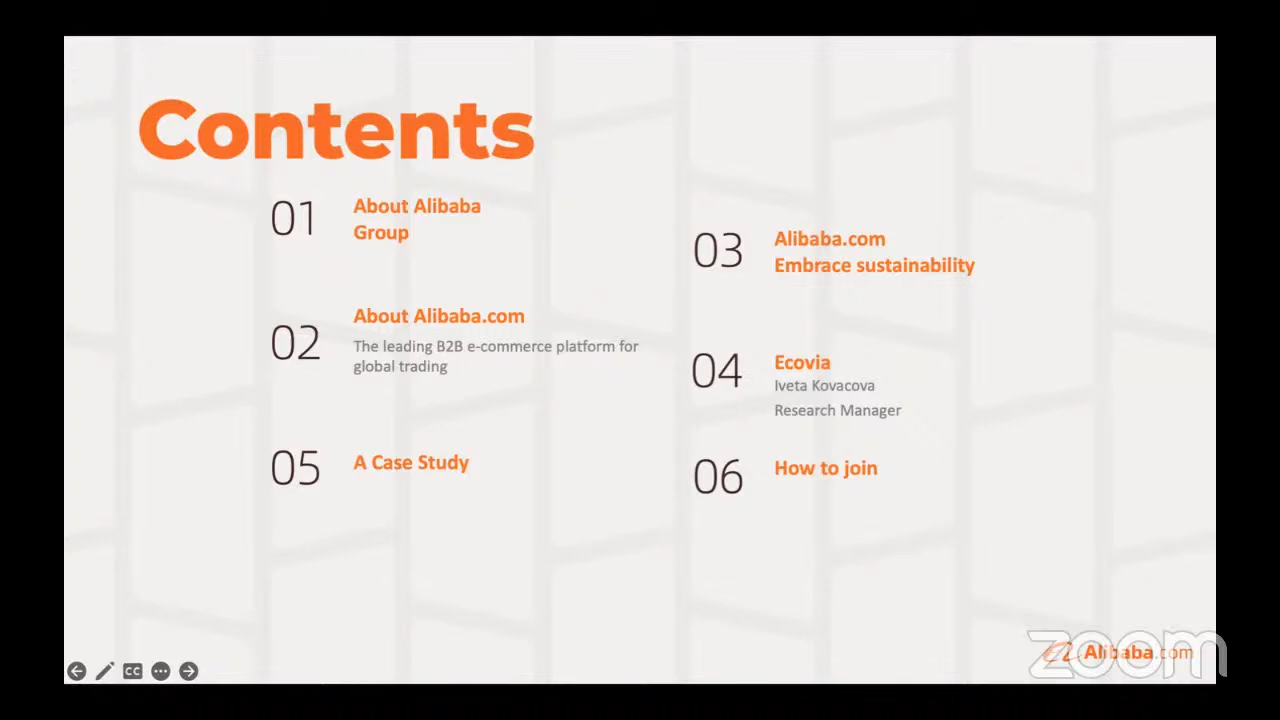 Contents
01
About Alibaba
Group
02
About Alibaba.com
The leading B2B e-commerce platform for
global trading
03
Alibaba.com
Embrace sustainability
04
Ecovia
Iveta Kovacova
Research Manager
05
A Case Study
06
How to join
CC
Alibaba.com
zoom